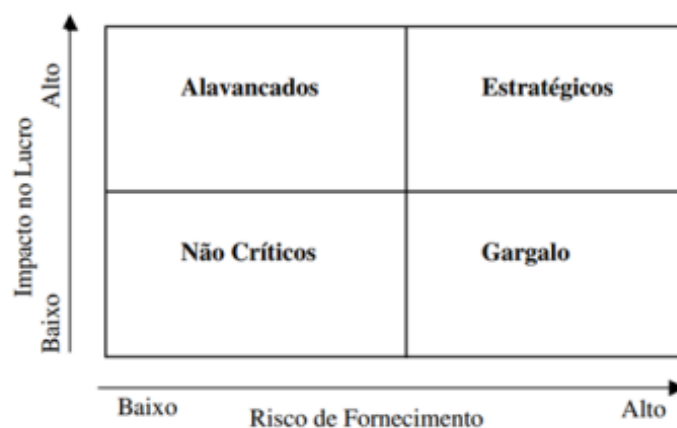 Alto
Alavancados
Estratégicos
Impacto no Lucro
Não Críticos
Gargalo
Baixo
Baixo
Risco de Fornecimento
Alto